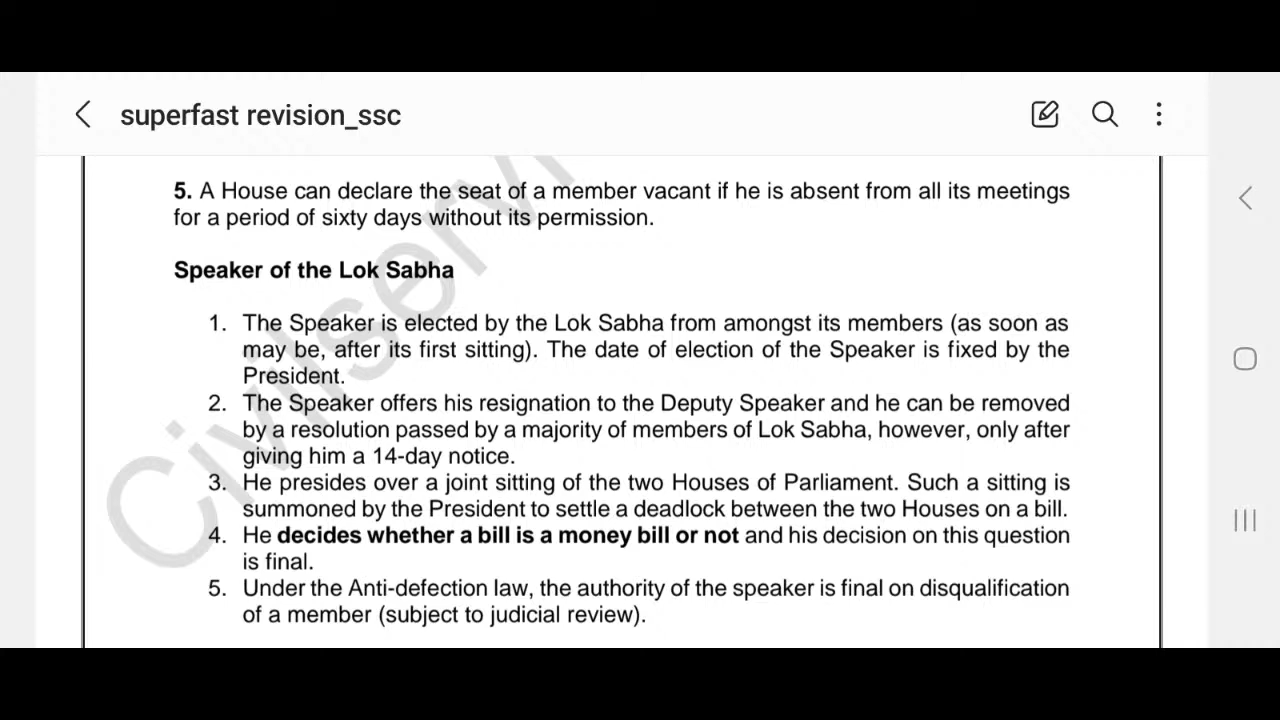 superfast revision_ssc
5. A House can declare the seat of a member vacant if he is absent from all its meetings
for a period of sixty days without its permission.
Speaker of the Lok Sabha
1. The Speaker is elected by the Lok Sabha from amongst its members (as soon as
may be, after its first sitting). The date of election of the Speaker is fixed by the
President.
2. The Speaker offers his resignation to the Deputy Speaker and he can be removed
by a resolution passed by a majority of members of Lok Sabha, however, only after
giving him a 14-day notice.
3. He presides over a joint sitting of the two Houses of Parliament. Such a sitting is
summoned by the President to settle a deadlock between the two Houses on a bill.
4. He decides whether a bill is a money bill or not and his decision on this question
is final.
5. Under the Anti-defection law, the authority of the speaker is final on disqualification
of a member (subject to judicial review).
Civilservi